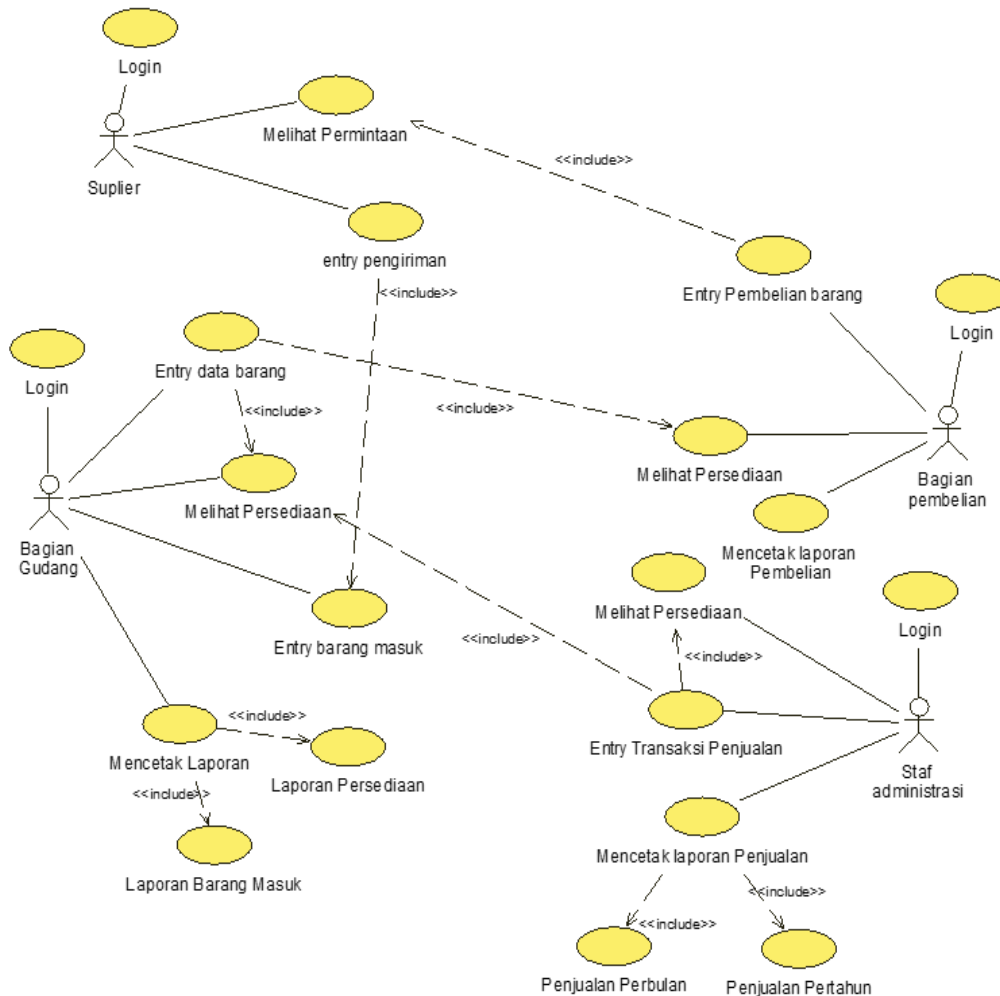 Login
Melihat Permintaan
<<include>>
Suplier
entry pengiriman
<<include>>
Entry Pembelian barang
Login
Login
Entry data barang
<<include>>
<<include>>
Melihat Persediaan
Bagian
pembelian
Melihat Persediaan
Bagian
Gudang
Mencetak laporan
Pembelian
Melihat Persediaan
Login
Entry barang masuk
<<include>>
<<include>>
<<include>>
Entry Transaksi Penjualan
Mencetak Laporan
Staf
administrasi
Laporan Persediaan
<<include>>
Mencetak laporan Penjualan
Laporan Barang Masuk
<<include>>
<<include>>
Penjualan Perbulan
Penjualan Pertahun